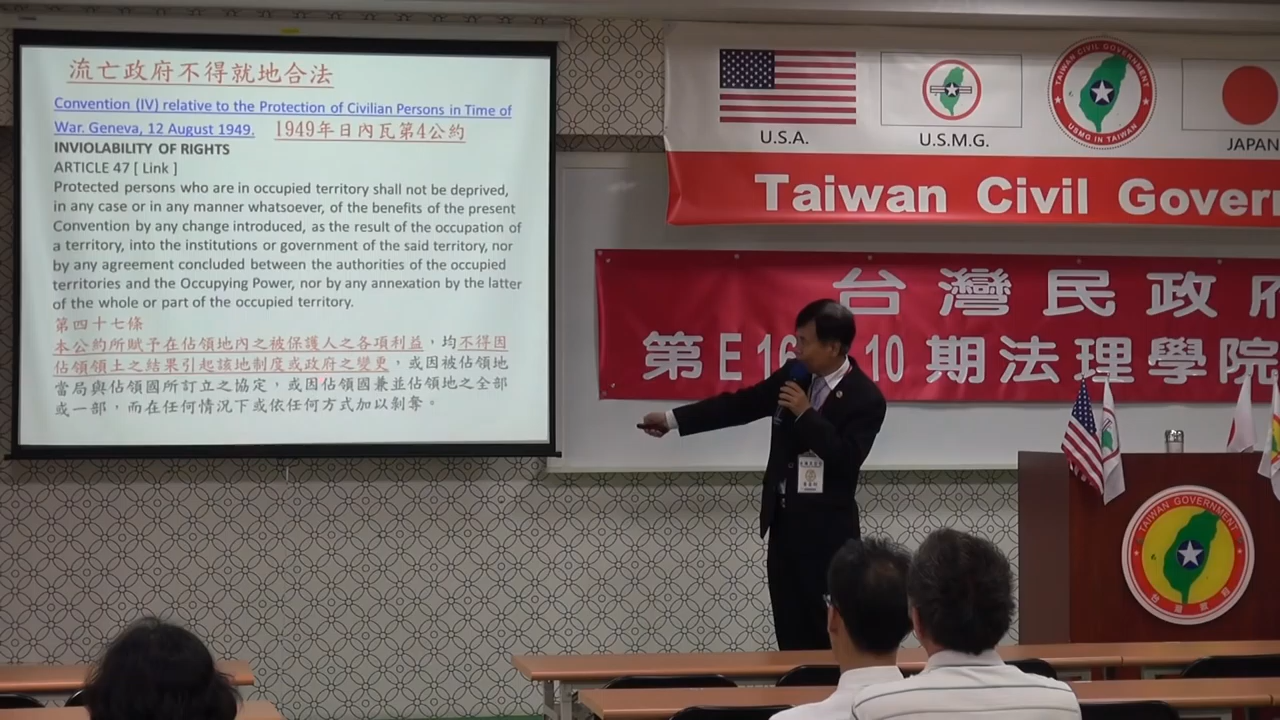 流亡政府不得就地合法
Convention (IV) relative to the Protection of Civilian Persons in Time of
War. Geneva, 12 August 1949. 1949年日內瓦第4公約
INVIOLABILITY OF RIGHTS
ARTICLE 47 [ Link ]
Protected persons who are in occupied territory shall not be deprived,
in any case or in any manner whatsoever, of the benefits of the present
Convention by any change introduced, as the result of the occupation of
a territory, into the institutions or government of the said territory, nor
by any agreement concluded between the authorities of the occupied
territories and the Occupying Power, nor by any annexation by the latter
of the whole or part of the occupied territory.
第四十七條
本公約所賦予在佔領地內之被保護人之各項利益，均不得因
佔領領土之結果引起該地制度或政府之變更，或因被佔領地
當局與佔領國所訂立之協定，或因佔領國兼並佔領地之全部
或一部，而在任何情況下或依任何方式加以剝奪。
U.S.A.
U.S.M.G.
TAIWAN CIVIL GOVERNMENT
USMG IN TAIWAN
JAPAN
Taiwan Civil Govern
台灣民政府
第E16 10期法理學院
TAIWAN GOVERNMENT
台灣政府